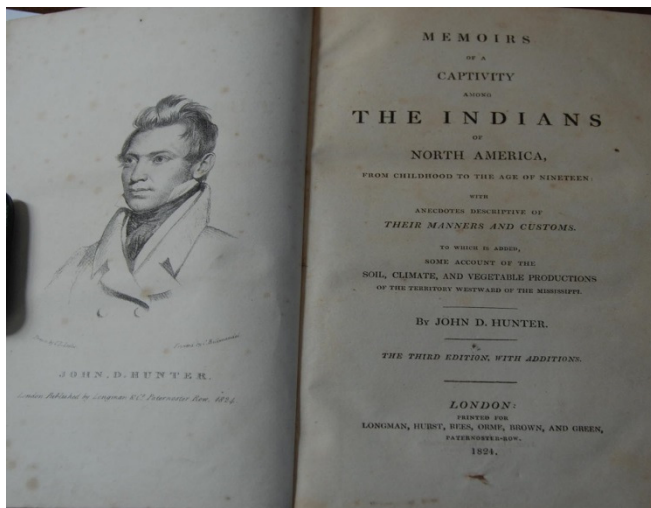 JOHN. D. HUNTER.
London. Published by Longman & Co. Paternoster Row. 1824.
MEMOIRS
OF A
CAPTIVITY
AMONG
THE INDIANS
OF
NORTH AMERICA,
FROM CHILDHOOD TO THE AGE OF NINETEEN:
WITH
ANECDOTES DESCRIPTIVE OF
THEIR MANNERS AND CUSTOMS.
TO WHICH IS ADDED,
SOME ACCOUNT OF THE
SOIL, CLIMATE, AND VEGETABLE PRODUCTIONS
OF THE TERRITORY WESTWARD OF THE MISSISSIPPI.
BY JOHN D. HUNTER.
THE THIRD EDITION, WITH ADDITIONS.
LONDON:
PRINTED FOR
LONGMAN, HURST, REES, ORME, BROWN, AND GREEN,
PATERNOSTER-ROW.
1824.